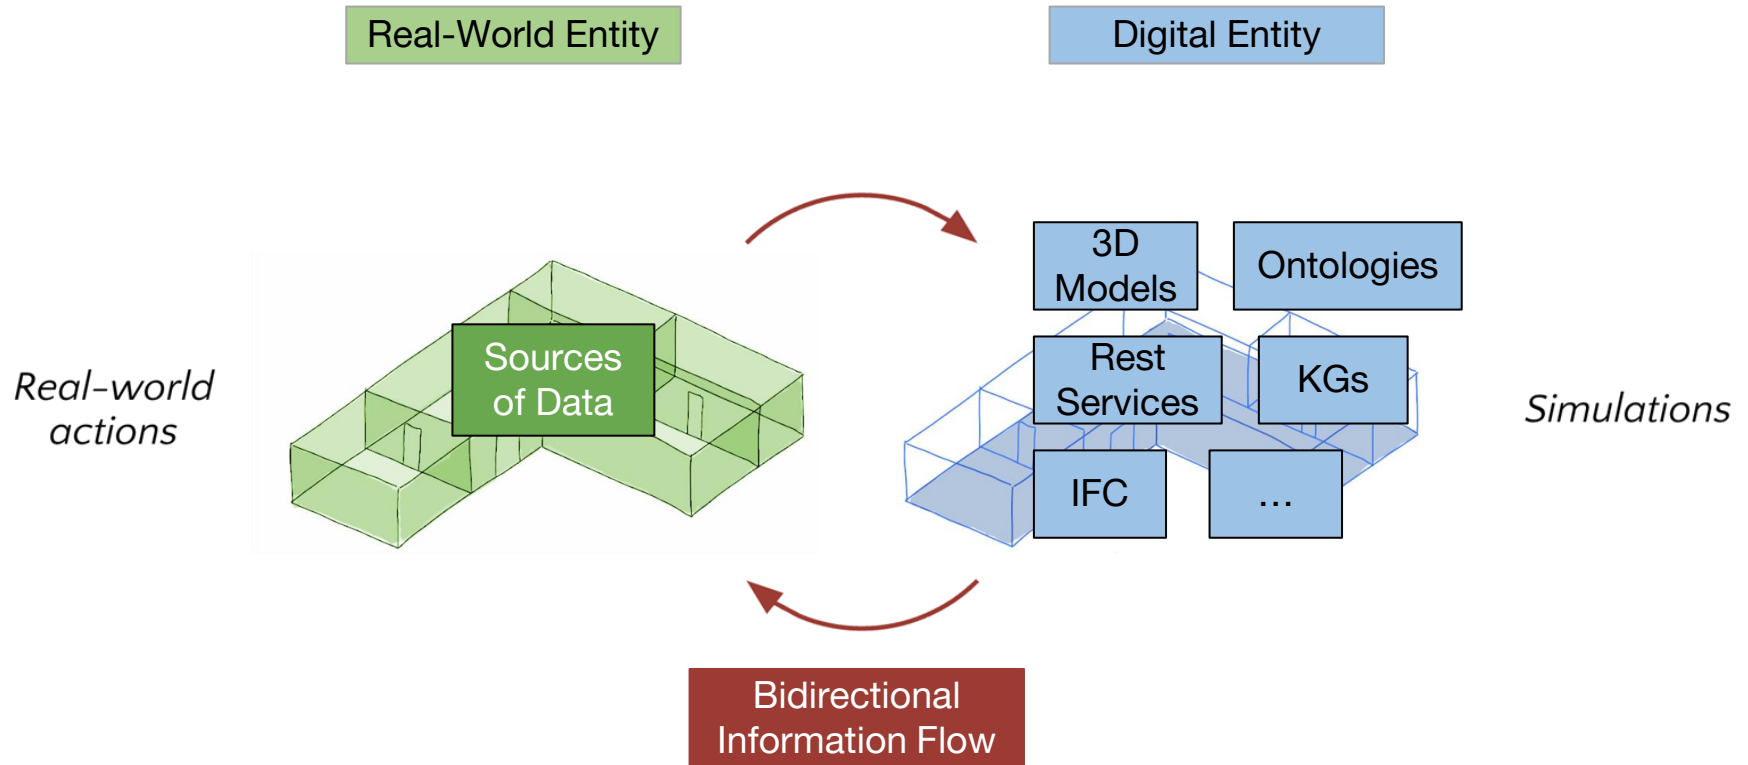 Real-World Entity
Digital Entity
3D
Models
Ontologies
Sources
of Data
Rest
Services
KGs
Real-world
actions
Simulations
IFC
...
Bidirectional
Information Flow